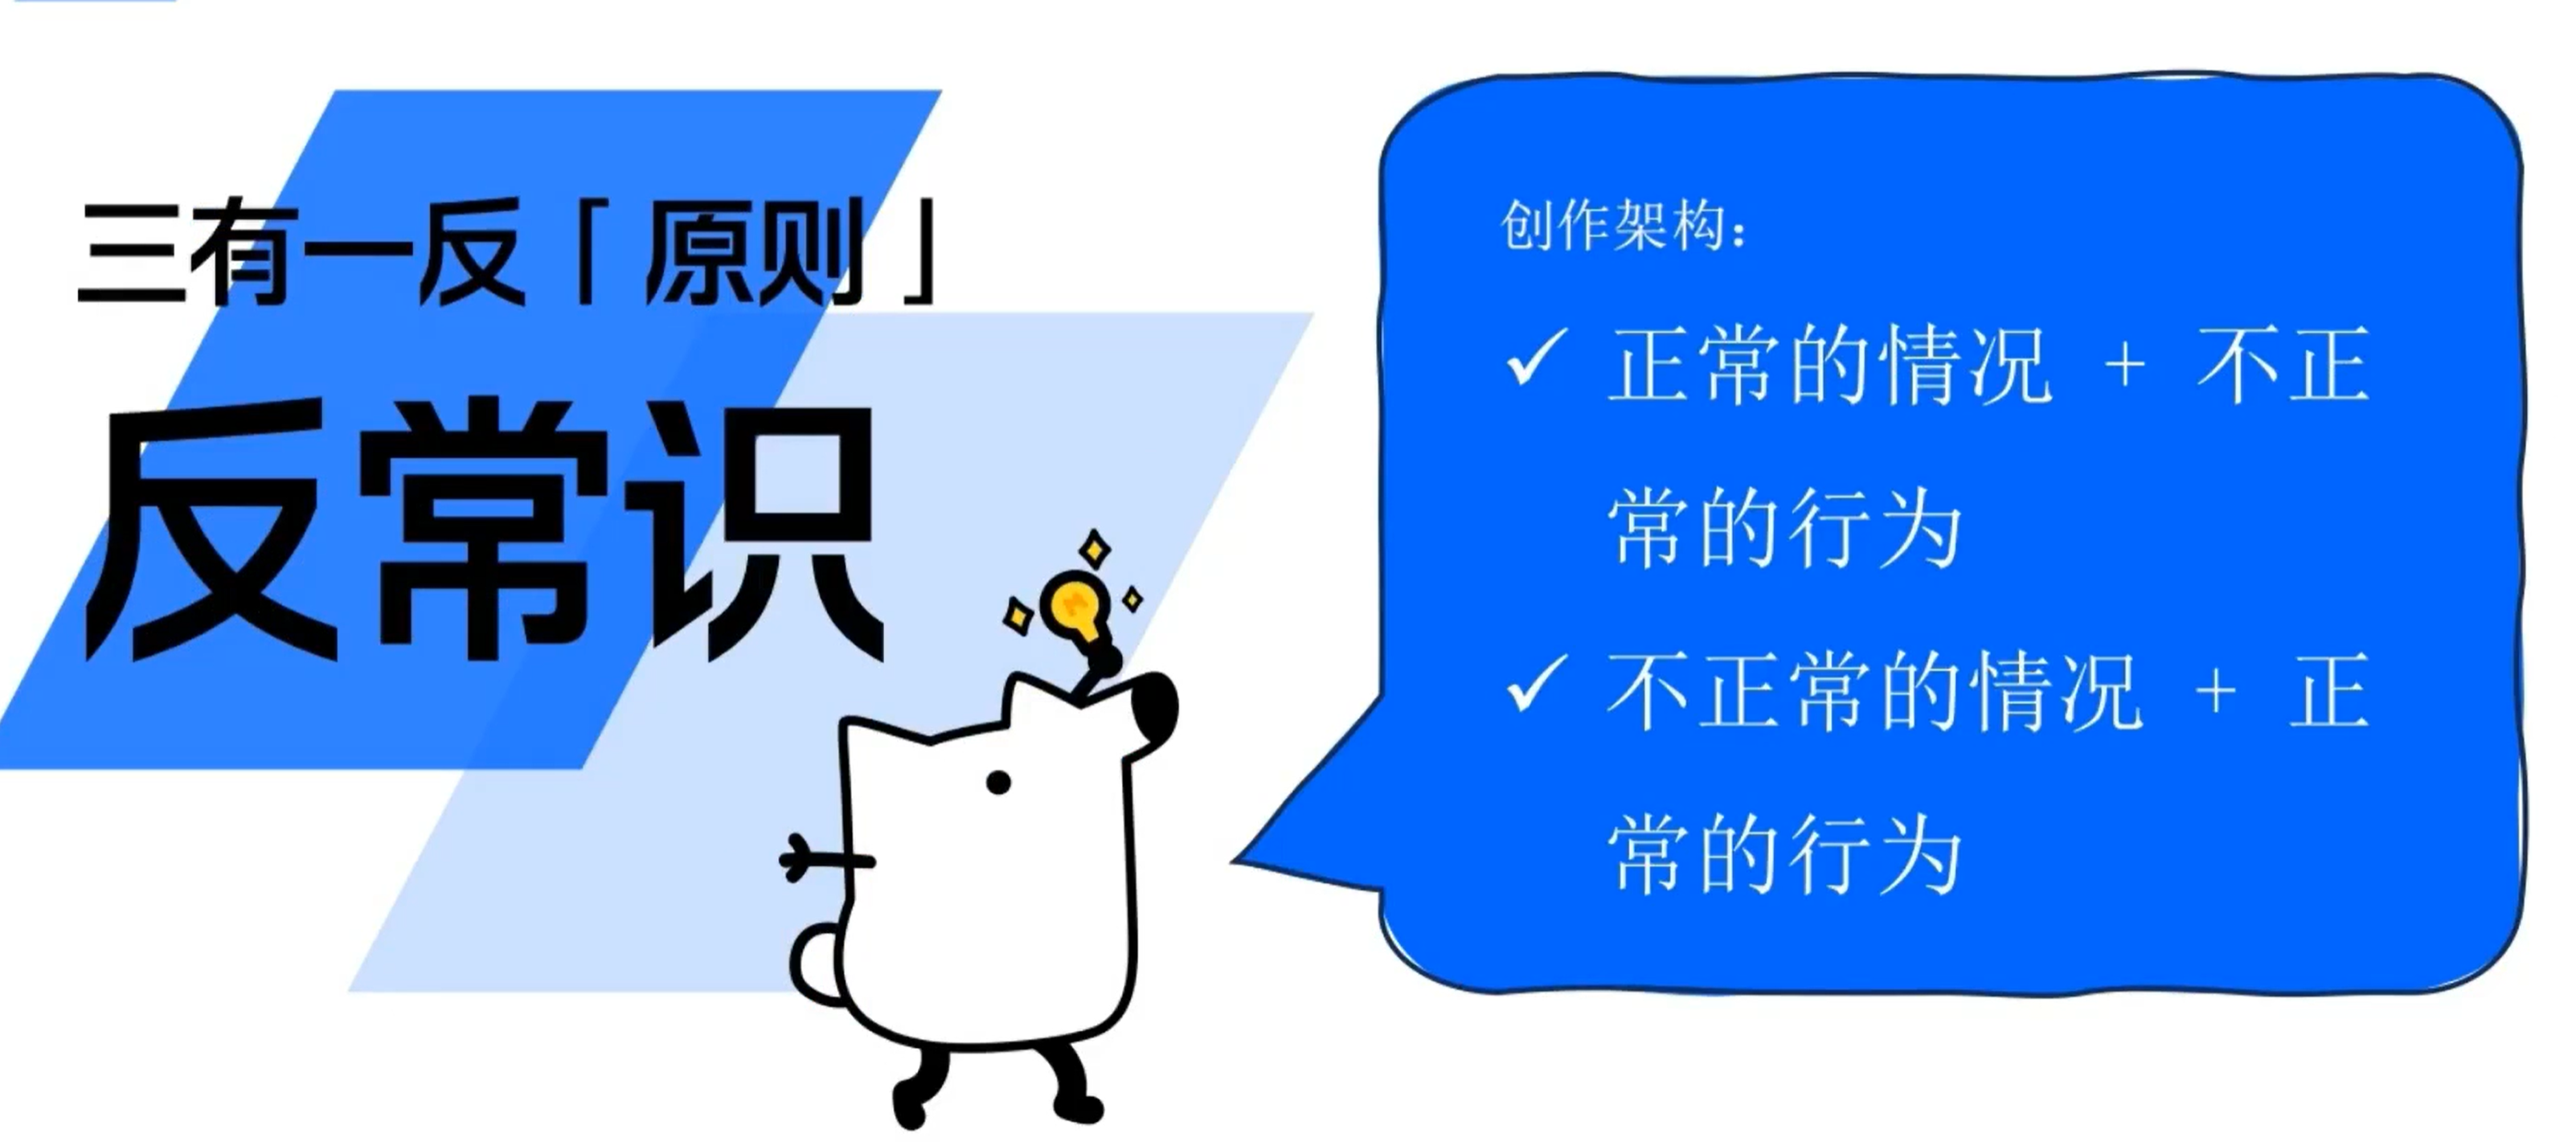 三有一反「原则」
反常识
创作架构：
✓ 正常的情况 + 不正
常的行为
✓ 不正常的情况 + 正
常的行为